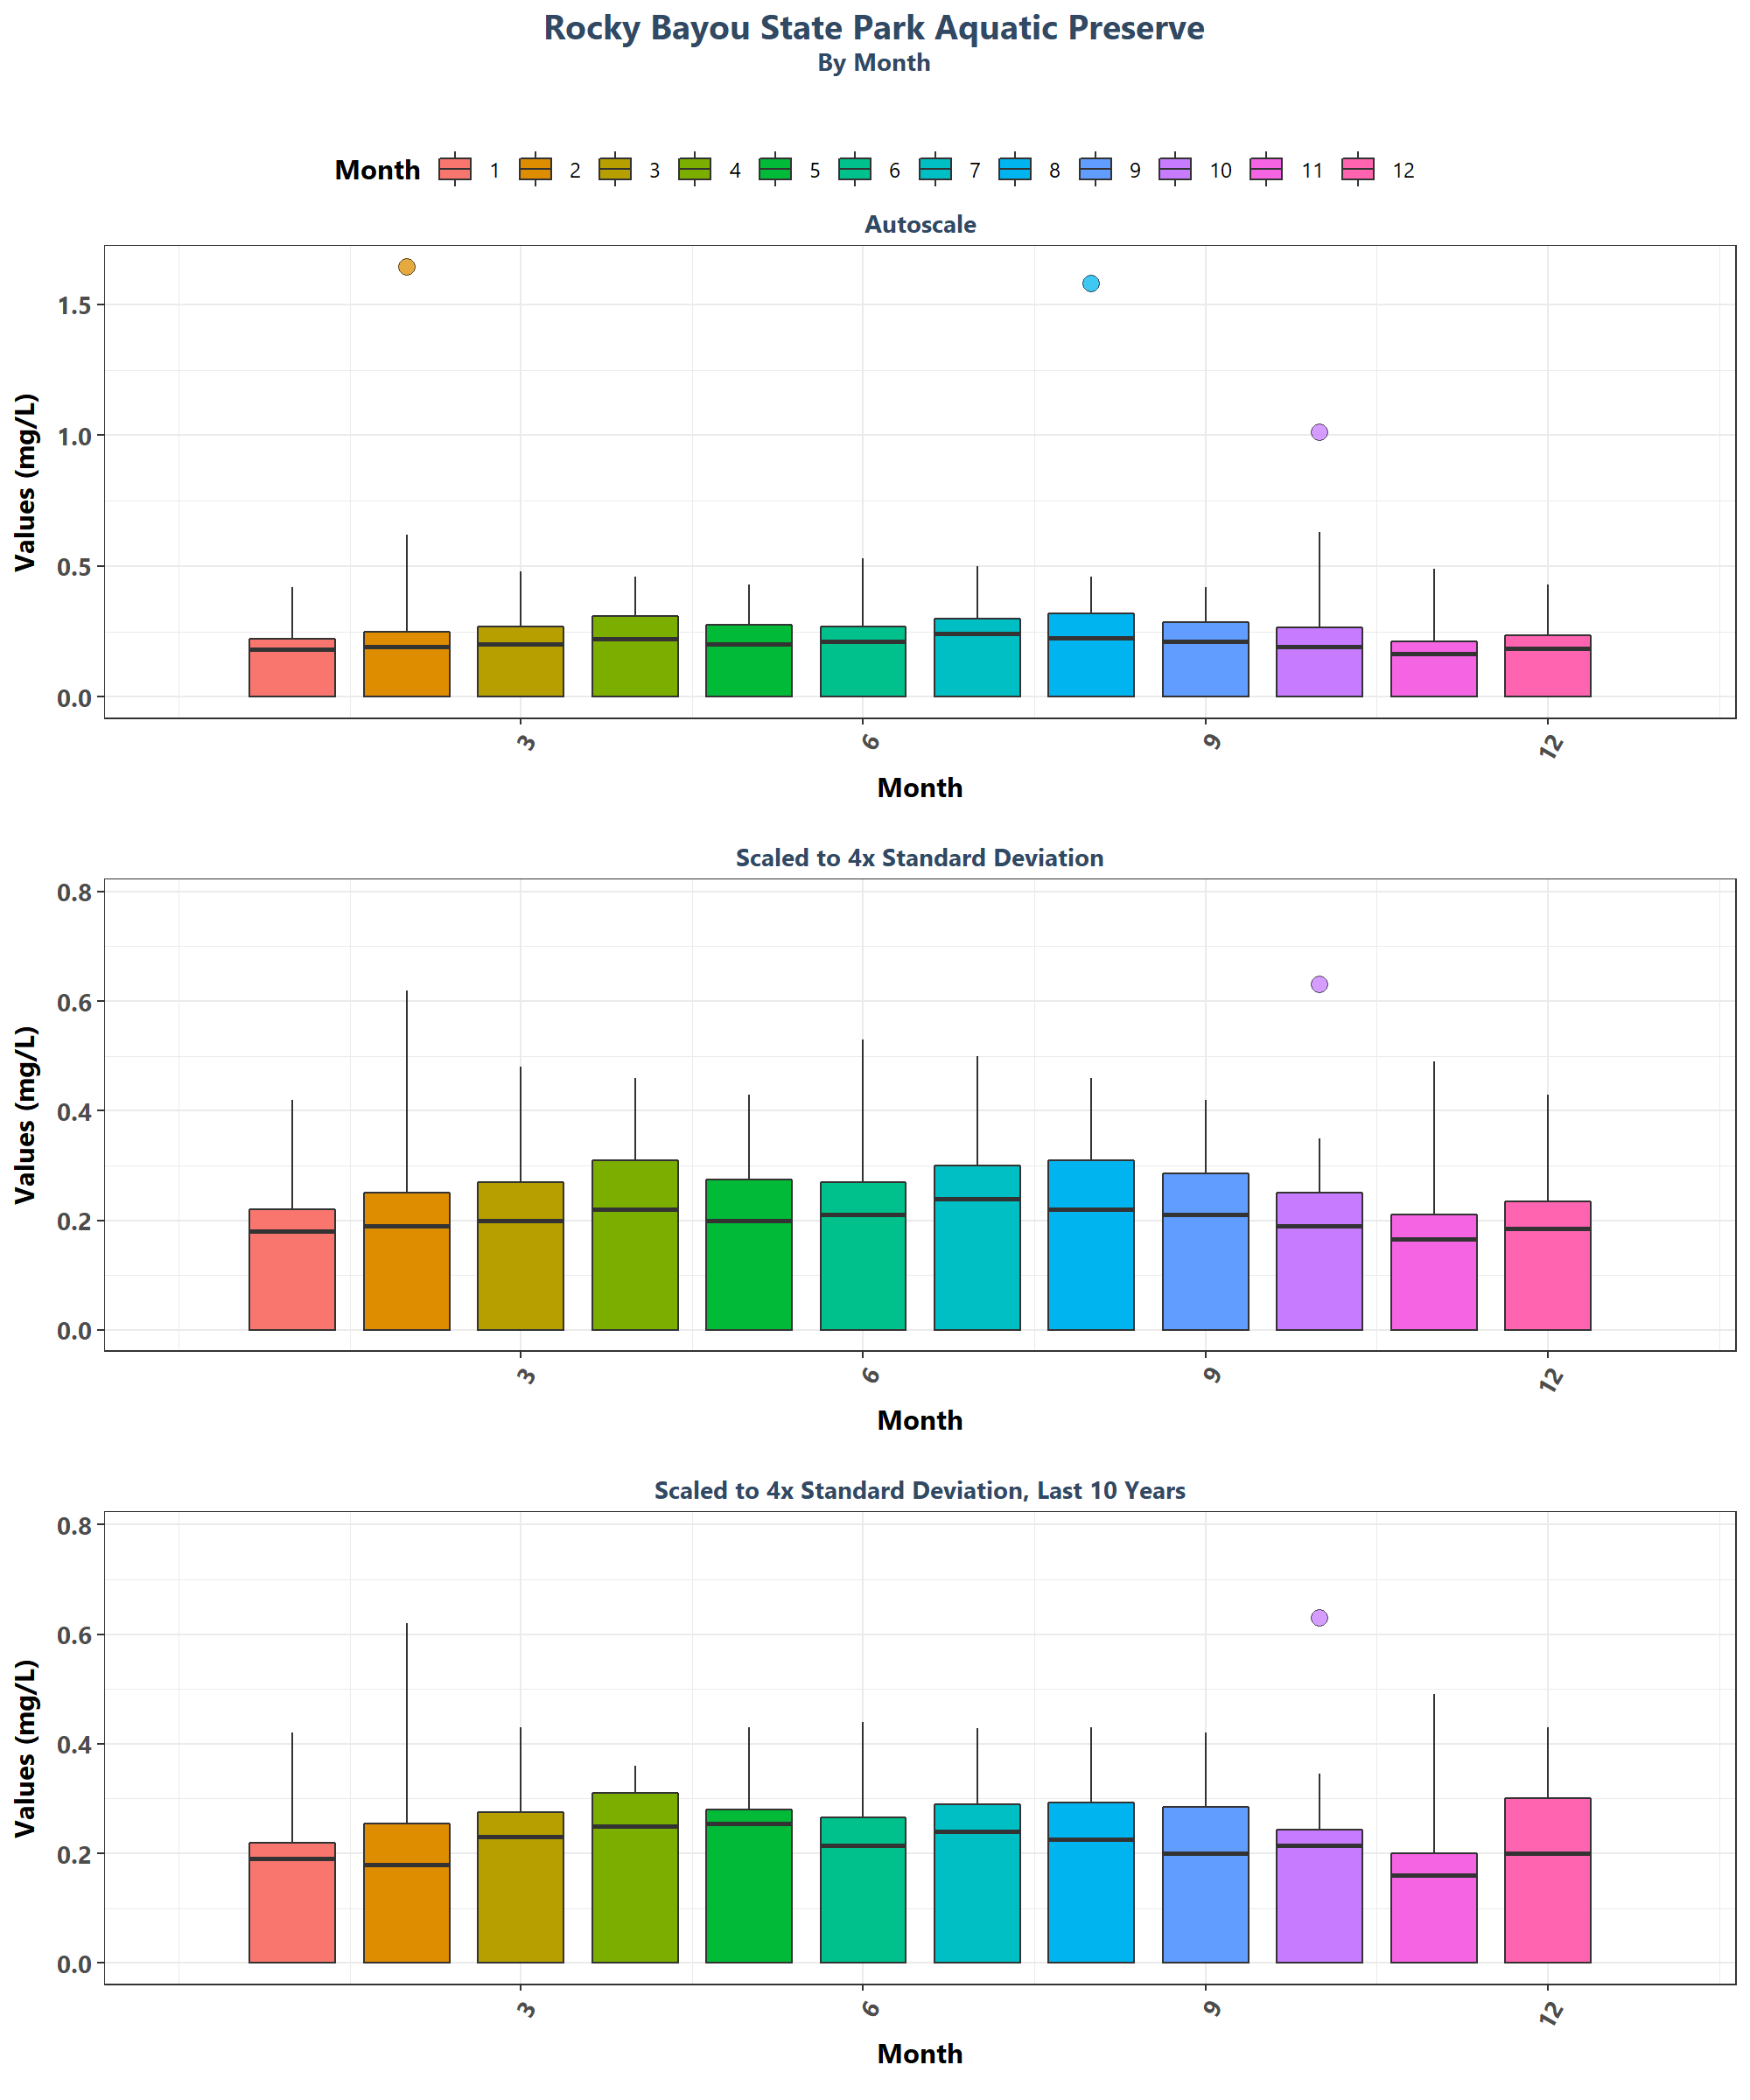 Rocky Bayou State Park Aquatic Preserve
By Month
Month 1 2 3 4 5 6 7 8 9 10 11 12
Autoscale
Values (mg/L)
1.5
1.0
0.5
0.0
3 6 9 12
Month
Scaled to 4x Standard Deviation
Values (mg/L)
0.8
0.6
0.4
0.2
0.0
3 6 9 12
Month
Scaled to 4x Standard Deviation, Last 10 Years
Values (mg/L)
0.8
0.6
0.4
0.2
0.0
3 6 9 12
Month